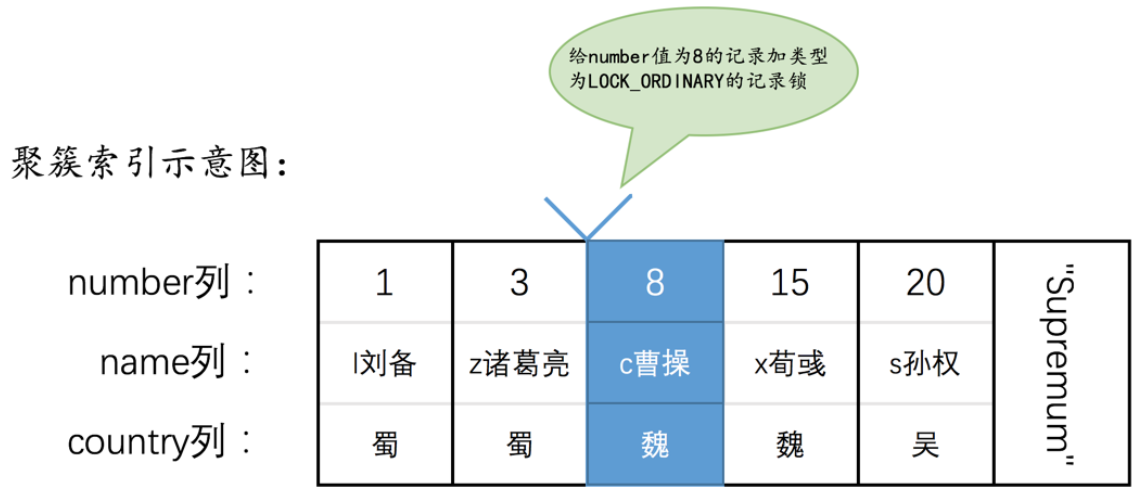 给number值为8的记录加类型
为LOCK_ORDINARY的记录锁
聚簇索引示意图：
number列： 1 3 8 15 20 "Supremum"
name列： l刘备 z诸葛亮 c曹操 x荀彧 s孙权
country列： 蜀 蜀 魏 魏 吴